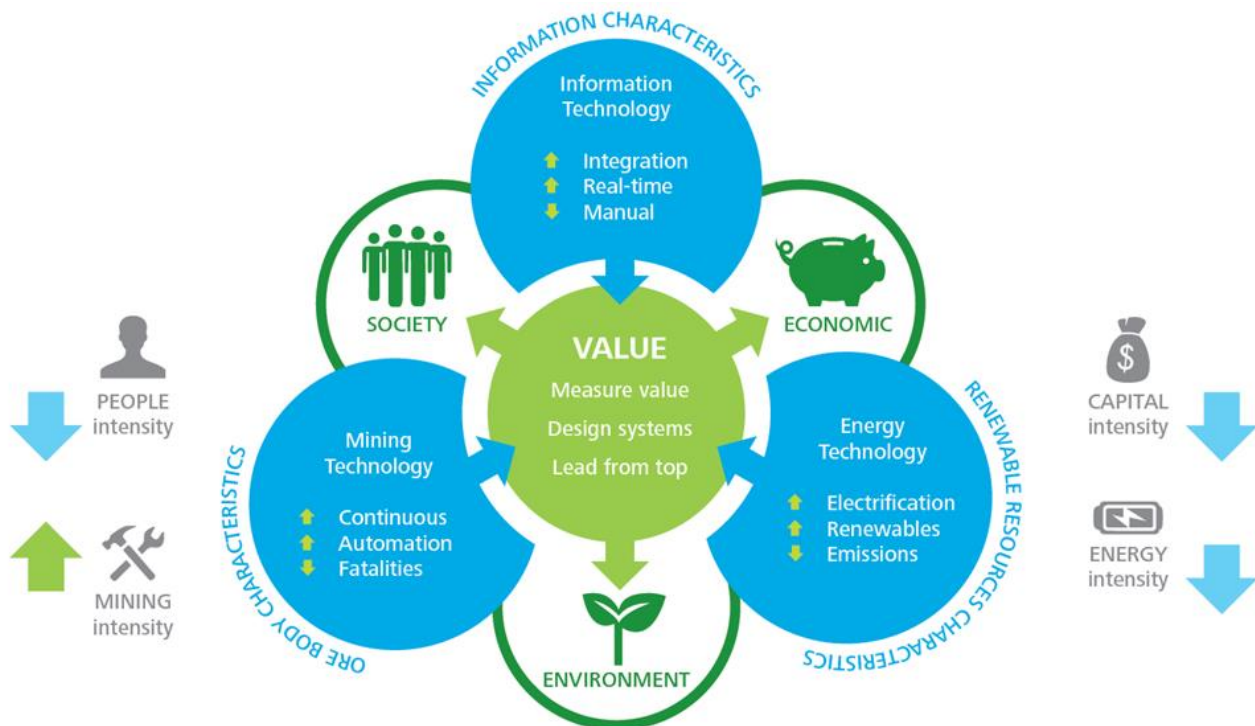 INFORMATION CHARACTERISTICS
Information
Technology
Integration
Real-time
Manual
SOCIETY
ECONOMIC
VALUE
Measure value
Design systems
Lead from top
PEOPLE
intensity
MINING
intensity
ORE BODY CHARACTERISTICS
Mining
Technology
Continuous
Automation
Fatalities
Energy
Technology
Electrification
Renewables
Emissions
RENEWABLE RESOURCES CHARACTERISTICS
$
CAPITAL
intensity
ENERGY
intensity
ENVIRONMENT